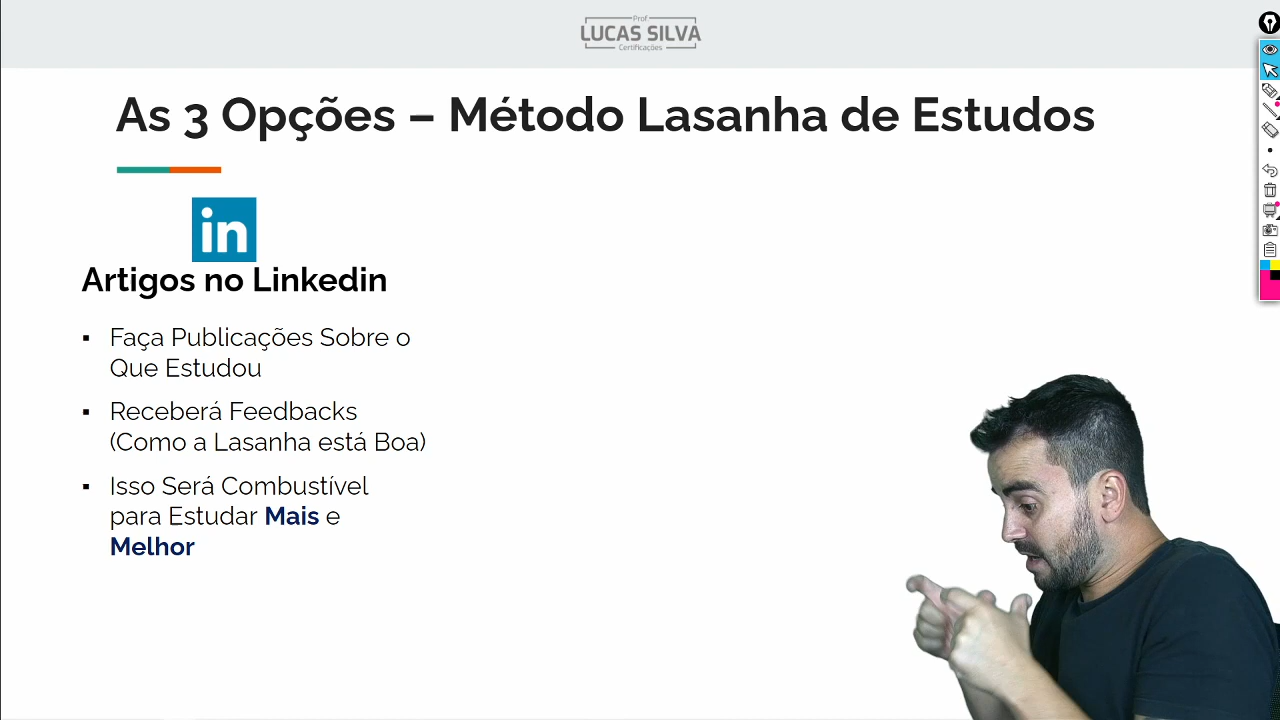 Prof.
LUCAS SILVA
Certificações
As 3 Opções – Método Lasanha de Estudos
in
Artigos no Linkedin
▪ Faça Publicações Sobre o
Que Estudou
▪ Receberá Feedbacks
(Como a Lasanha está Boa)
▪ Isso Será Combustível
para Estudar Mais e
Melhor